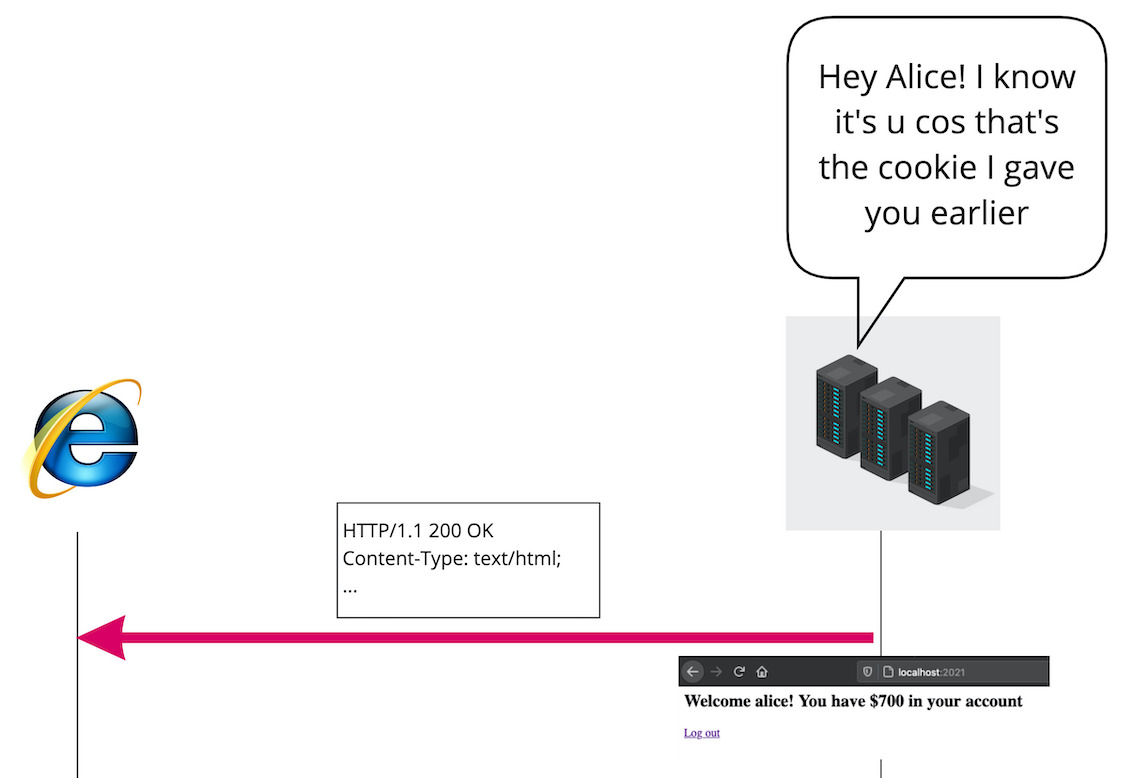 Hey Alice! I know
it's u cos that's
the cookie I gave
you earlier
HTTP/1.1 200 OK
Content-Type: text/html;
...
localhost:2021
Welcome alice! You have $700 in your account
Log out